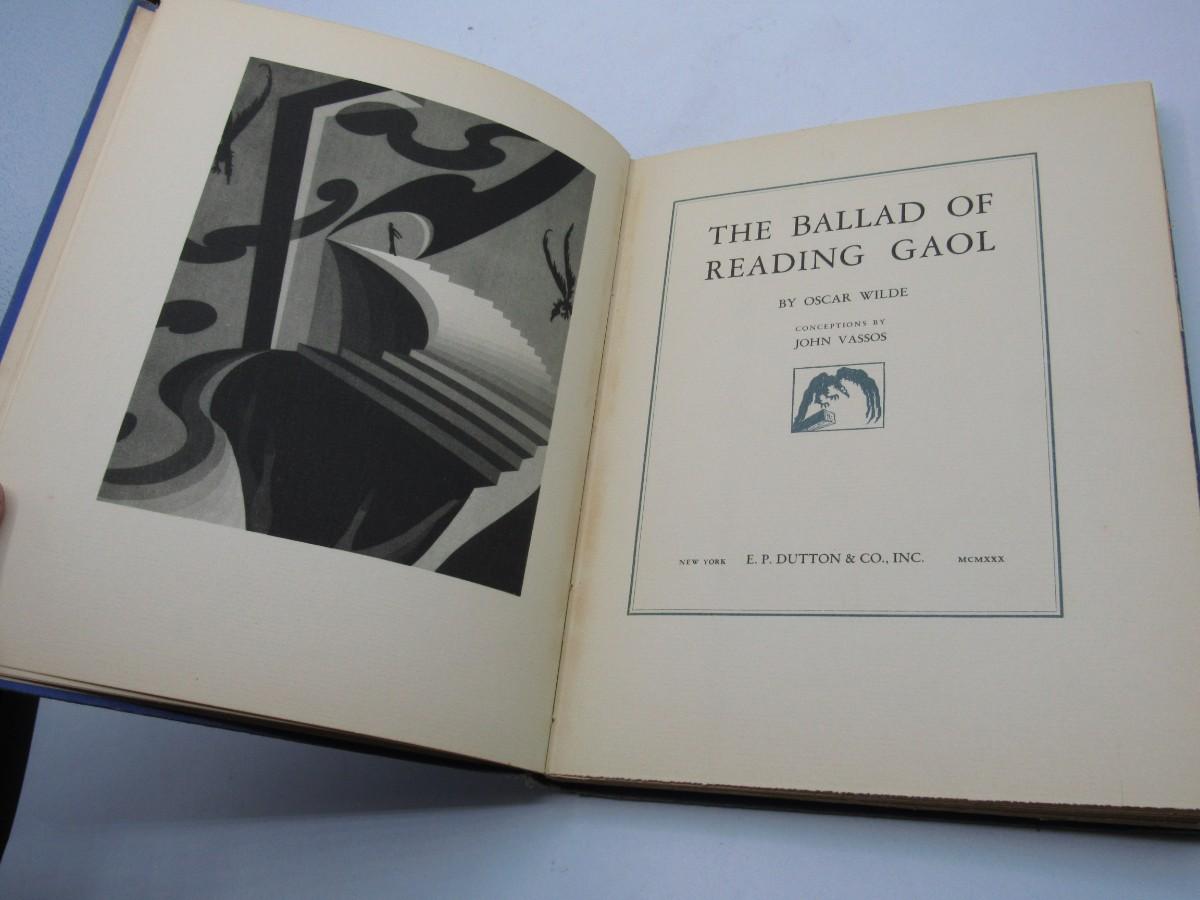 THE BALLAD OF
READING GAOL
BY OSCAR WILDE
CONCEPTIONS BY
JOHN VASSOS
NEW YORK E. P. DUTTON & CO., INC. MCMXXX